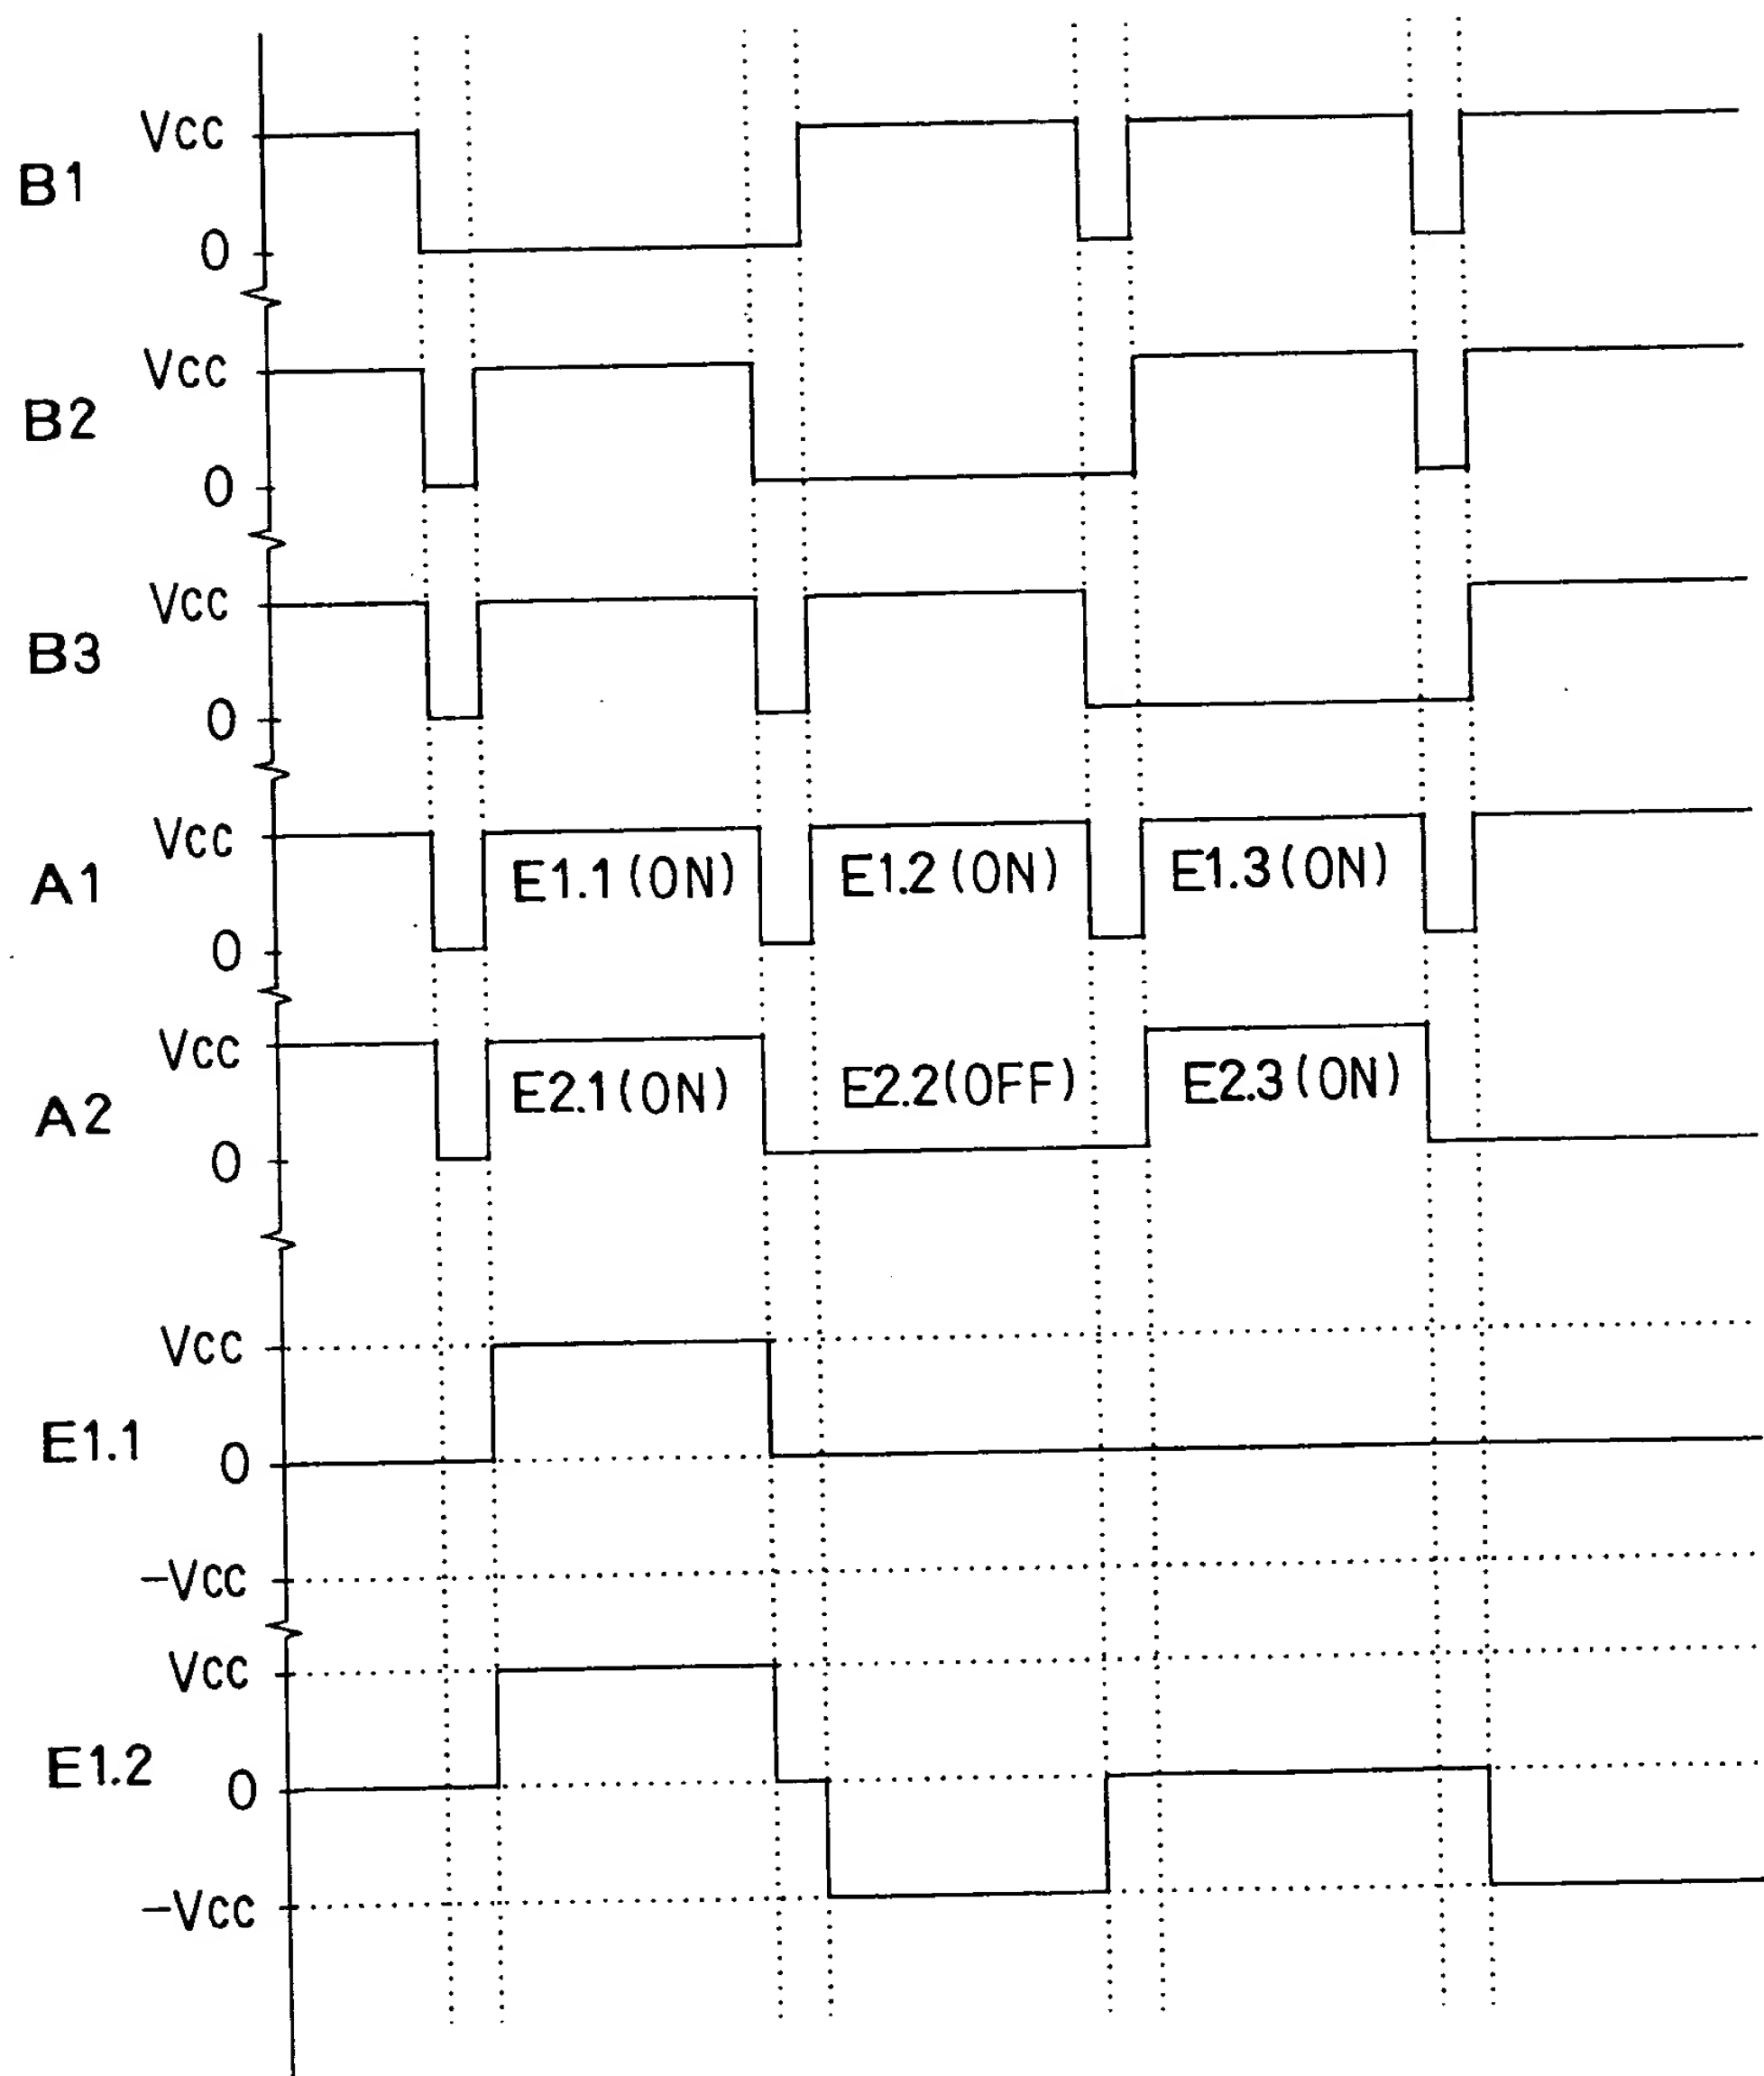 Vcc
B1
0
Vcc
B2
0
Vcc
B3
0
Vcc
A1 E1.1(ON) E1.2(ON) E1.3(ON)
0
Vcc
A2 E2.1(ON) E2.2(OFF) E2.3(ON)
0
Vcc
E1.1
0
-Vcc
Vcc
E1.2
0
-Vcc